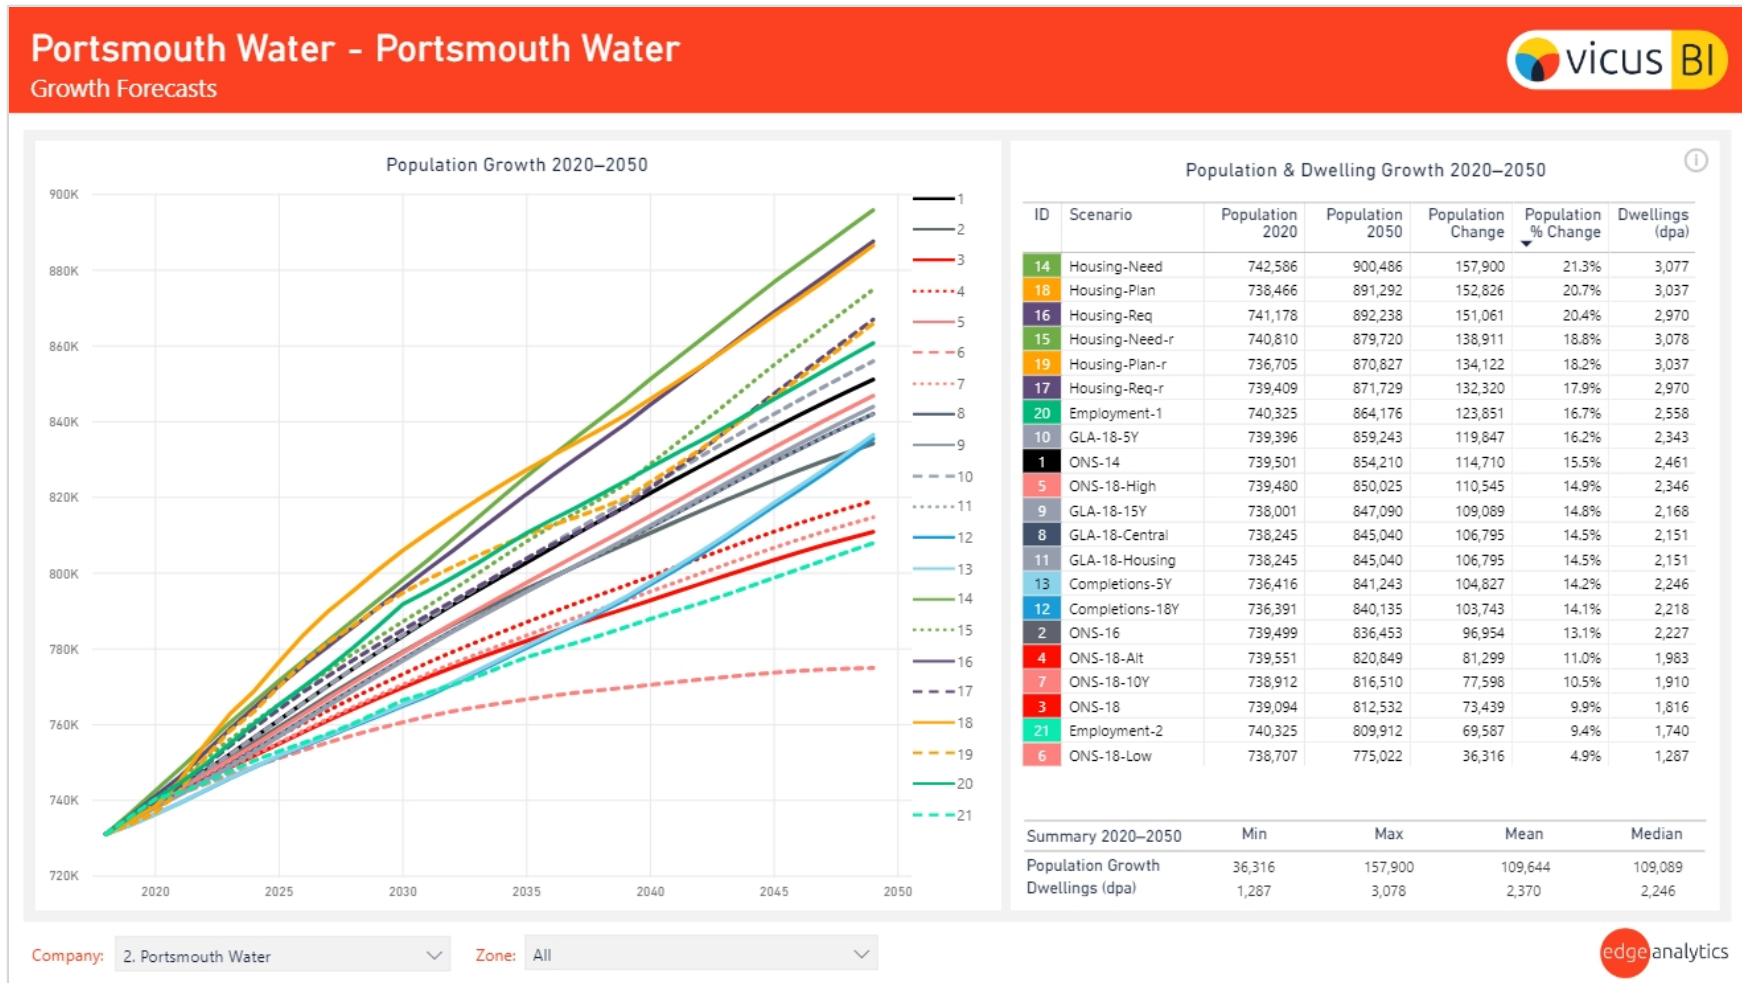 Portsmouth Water - Portsmouth Water
Growth Forecasts
vicus BI
Population Growth 2020–2050
900K
880K
860K
840K
820K
800K
780K
760K
740K
720K
2020 2025 2030 2035 2040 2045 2050
1
2
3
4
5
6
7
8
9
10
11
12
13
14
15
16
17
18
19
20
21
Population & Dwelling Growth 2020–2050
ID Scenario Population 2020 Population 2050 Population Change Population % Change Dwellings (dpa)
14 Housing-Need 742,586 900,486 157,900 21.3% 3,077
18 Housing-Plan 738,466 891,292 152,826 20.7% 3,037
16 Housing-Req 741,178 892,238 151,061 20.4% 2,970
15 Housing-Need-r 740,810 879,720 138,911 18.8% 3,078
19 Housing-Plan-r 736,705 870,827 134,122 18.2% 3,037
17 Housing-Req-r 739,409 871,729 132,320 17.9% 2,970
20 Employment-1 740,325 864,176 123,851 16.7% 2,558
10 GLA-18-5Y 739,396 859,243 119,847 16.2% 2,343
1 ONS-14 739,501 854,210 114,710 15.5% 2,461
5 ONS-18-High 739,480 850,025 110,545 14.9% 2,346
9 GLA-18-15Y 738,001 847,090 109,089 14.8% 2,168
8 GLA-18-Central 738,245 845,040 106,795 14.5% 2,151
11 GLA-18-Housing 738,245 845,040 106,795 14.5% 2,151
13 Completions-5Y 736,416 841,243 104,827 14.2% 2,246
12 Completions-18Y 736,391 840,135 103,743 14.1% 2,218
2 ONS-16 739,499 836,453 96,954 13.1% 2,227
4 ONS-18-Alt 739,551 820,849 81,299 11.0% 1,983
7 ONS-18-10Y 738,912 816,510 77,598 10.5% 1,910
3 ONS-18 739,094 812,532 73,439 9.9% 1,816
21 Employment-2 740,325 809,912 69,587 9.4% 1,740
6 ONS-18-Low 738,707 775,022 36,316 4.9% 1,287
Summary 2020–2050 Min Max Mean Median
Population Growth 36,316 157,900 109,644 109,089
Dwellings (dpa) 1,287 3,078 2,370 2,246
Company: 2. Portsmouth Water Zone: All
edge analytics